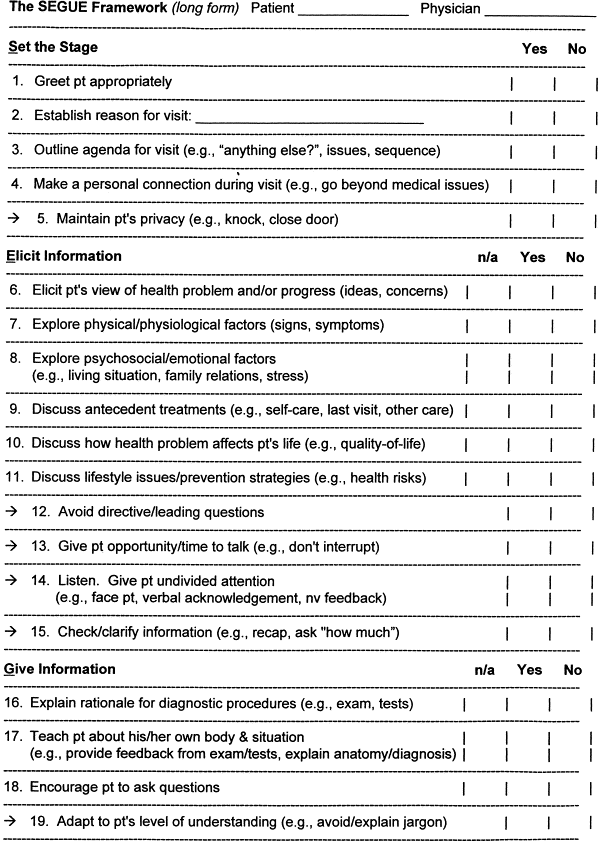 The SEGUE Framework (long form) Patient _______________ Physician _______________
Set the Stage Yes No
1. Greet pt appropriately
2. Establish reason for visit: _______________________________
3. Outline agenda for visit (e.g., “anything else?”, issues, sequence)
4. Make a personal connection during visit (e.g., go beyond medical issues)
→ 5. Maintain pt's privacy (e.g., knock, close door)
Elicit Information n/a Yes No
6. Elicit pt's view of health problem and/or progress (ideas, concerns)
7. Explore physical/physiological factors (signs, symptoms)
8. Explore psychosocial/emotional factors
(e.g., living situation, family relations, stress)
9. Discuss antecedent treatments (e.g., self-care, last visit, other care)
10. Discuss how health problem affects pt's life (e.g., quality-of-life)
11. Discuss lifestyle issues/prevention strategies (e.g., health risks)
→ 12. Avoid directive/leading questions
→ 13. Give pt opportunity/time to talk (e.g., don't interrupt)
→ 14. Listen. Give pt undivided attention
(e.g., face pt, verbal acknowledgement, nv feedback)
→ 15. Check/clarify information (e.g., recap, ask "how much”)
Give Information n/a Yes No
16. Explain rationale for diagnostic procedures (e.g., exam, tests)
17. Teach pt about his/her own body & situation
(e.g., provide feedback from exam/tests, explain anatomy/diagnosis)
18. Encourage pt to ask questions
→ 19. Adapt to pt's level of understanding (e.g., avoid/explain jargon)